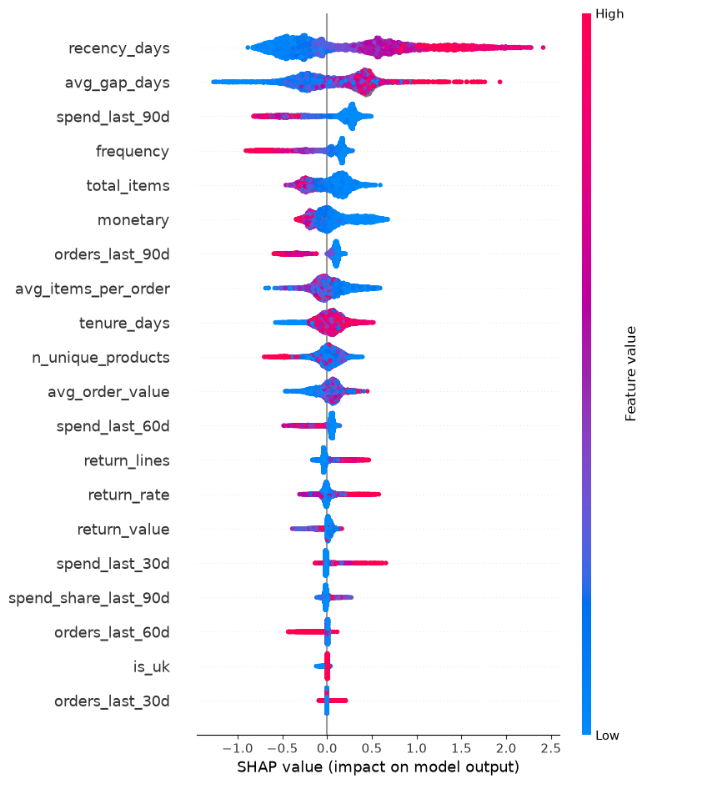 High
recency_days
avg_gap_days
spend_last_90d
frequency
total_items
monetary
orders_last_90d
avg_items_per_order
tenure_days
n_unique_products
avg_order_value
spend_last_60d
return_lines
return_rate
return_value
spend_last_30d
spend_share_last_90d
orders_last_60d
is_uk
orders_last_30d
Feature value
Low
−1.0 −0.5 0.0 0.5 1.0 1.5 2.0 2.5
SHAP value (impact on model output)